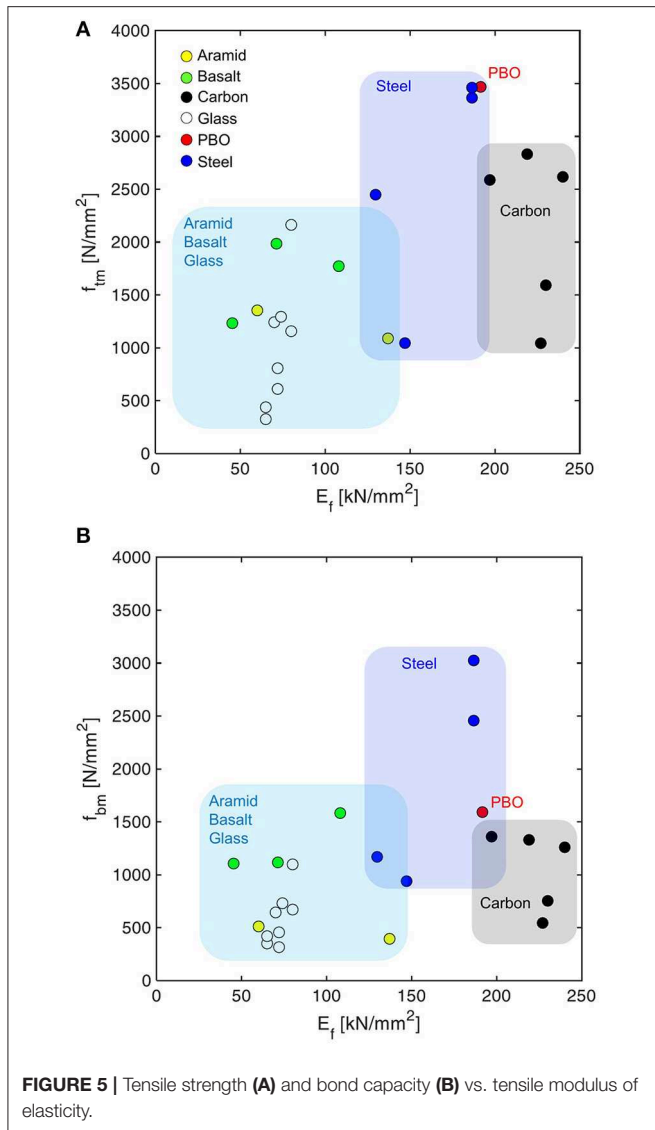 A
4000
3500
3000
2500
2000
1500
1000
500
0
f_tm [N/mm²]
Aramid
Basalt
Carbon
Glass
PBO
Steel
Steel
PBO
Carbon
Aramid
Basalt
Glass
0 50 100 150 200 250
E_f [kN/mm²]
B
4000
3500
3000
2500
2000
1500
1000
500
0
f_bm [N/mm²]
Steel
PBO
Aramid
Basalt
Glass
Carbon
0 50 100 150 200 250
E_f [kN/mm²]
FIGURE 5 | Tensile strength (A) and bond capacity (B) vs. tensile modulus of
elasticity.